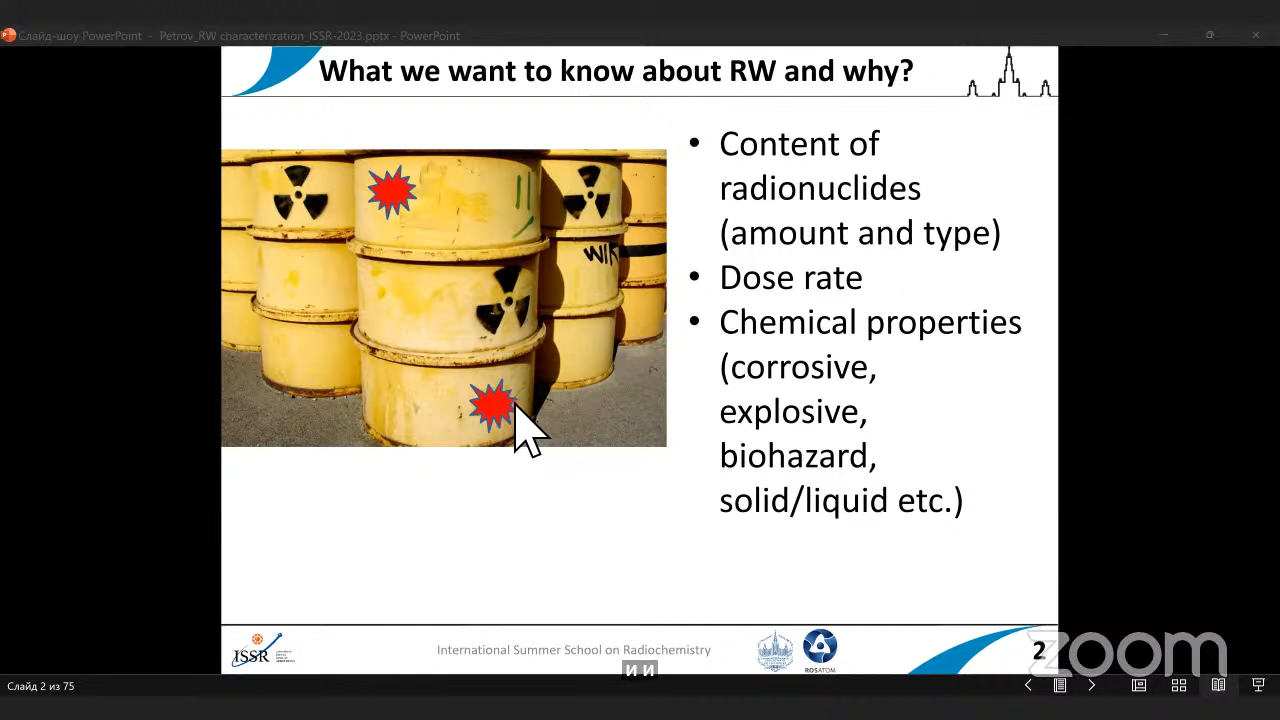 Слайд-шоу PowerPoint - Petrov_RW characterization_ISSR-2023.pptx - PowerPoint
What we want to know about RW and why?
• Content of
radionuclides
(amount and type)
• Dose rate
• Chemical properties
(corrosive,
explosive,
biohazard,
solid/liquid etc.)
ISSR
International Summer School on Radiochemistry
ROSATOM
2
zoom
и и
Слайд 2 из 75